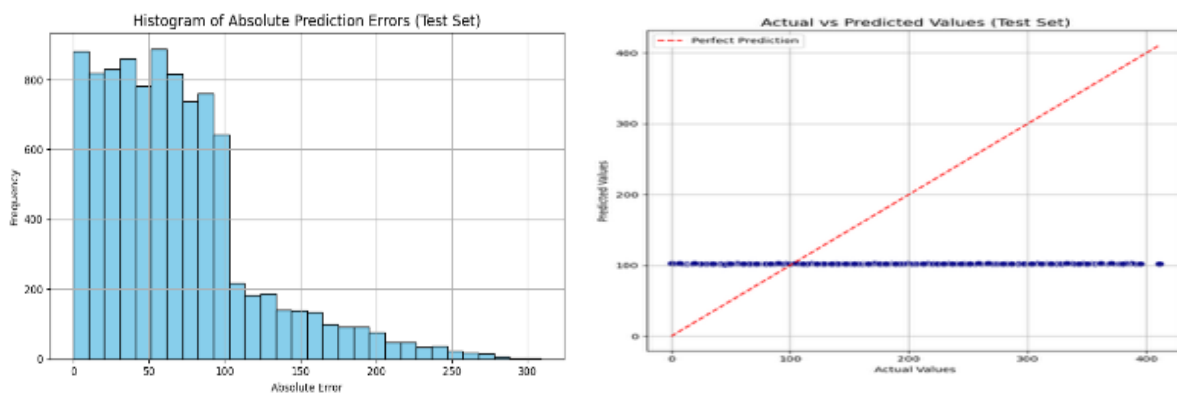 Histogram of Absolute Prediction Errors (Test Set)
Frequency
800
600
400
200
0
0 50 100 150 200 250 300
Absolute Error
Actual vs Predicted Values (Test Set)
Perfect Prediction
Predicted Values
400
300
200
100
0
0 100 200 300 400
Actual Values